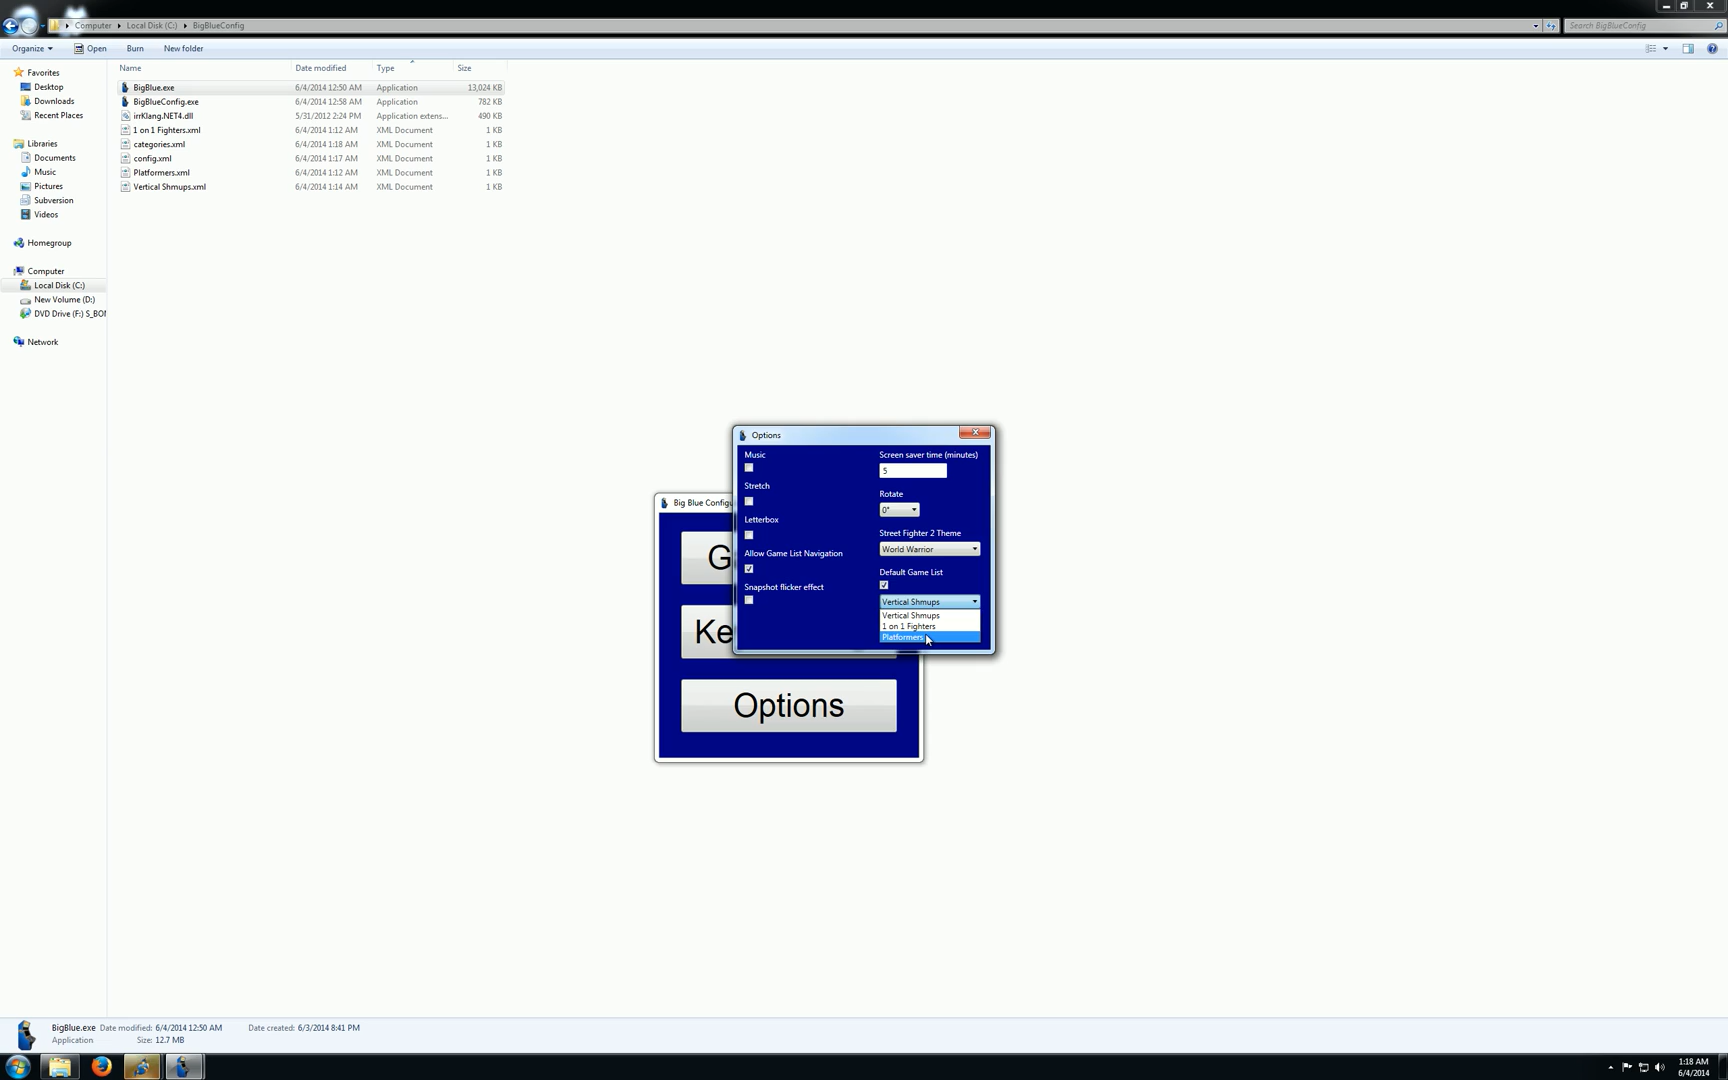 Computer ▸ Local Disk (C:) ▸ BigBlueConfig
Search BigBlueConfig
Organize Open Burn New folder
Name Date modified Type Size
BigBlue.exe 6/4/2014 12:50 AM Application 13,024 KB
BigBlueConfig.exe 6/4/2014 12:58 AM Application 782 KB
irrKlang.NET4.dll 5/31/2012 2:24 PM Application extens... 490 KB
1 on 1 Fighters.xml 6/4/2014 1:12 AM XML Document 1 KB
categories.xml 6/4/2014 1:18 AM XML Document 1 KB
config.xml 6/4/2014 1:17 AM XML Document 1 KB
Platformers.xml 6/4/2014 1:12 AM XML Document 1 KB
Vertical Shmups.xml 6/4/2014 1:14 AM XML Document 1 KB
Favorites
Desktop
Downloads
Recent Places
Libraries
Documents
Music
Pictures
Subversion
Videos
Homegroup
Computer
Local Disk (C:)
New Volume (D:)
DVD Drive (F:) S_BO
Network
Big Blue Config
G
Ke
Options
Options
Music
Stretch
Letterbox
Allow Game List Navigation
Snapshot flicker effect
Screen saver time (minutes)
5
Rotate
0°
Street Fighter 2 Theme
World Warrior
Default Game List
Vertical Shmups
Vertical Shmups
1 on 1 Fighters
Platformers
BigBlue.exe Date modified: 6/4/2014 12:50 AM Date created: 6/3/2014 8:41 PM
Application Size: 12.7 MB
1:18 AM
6/4/2014